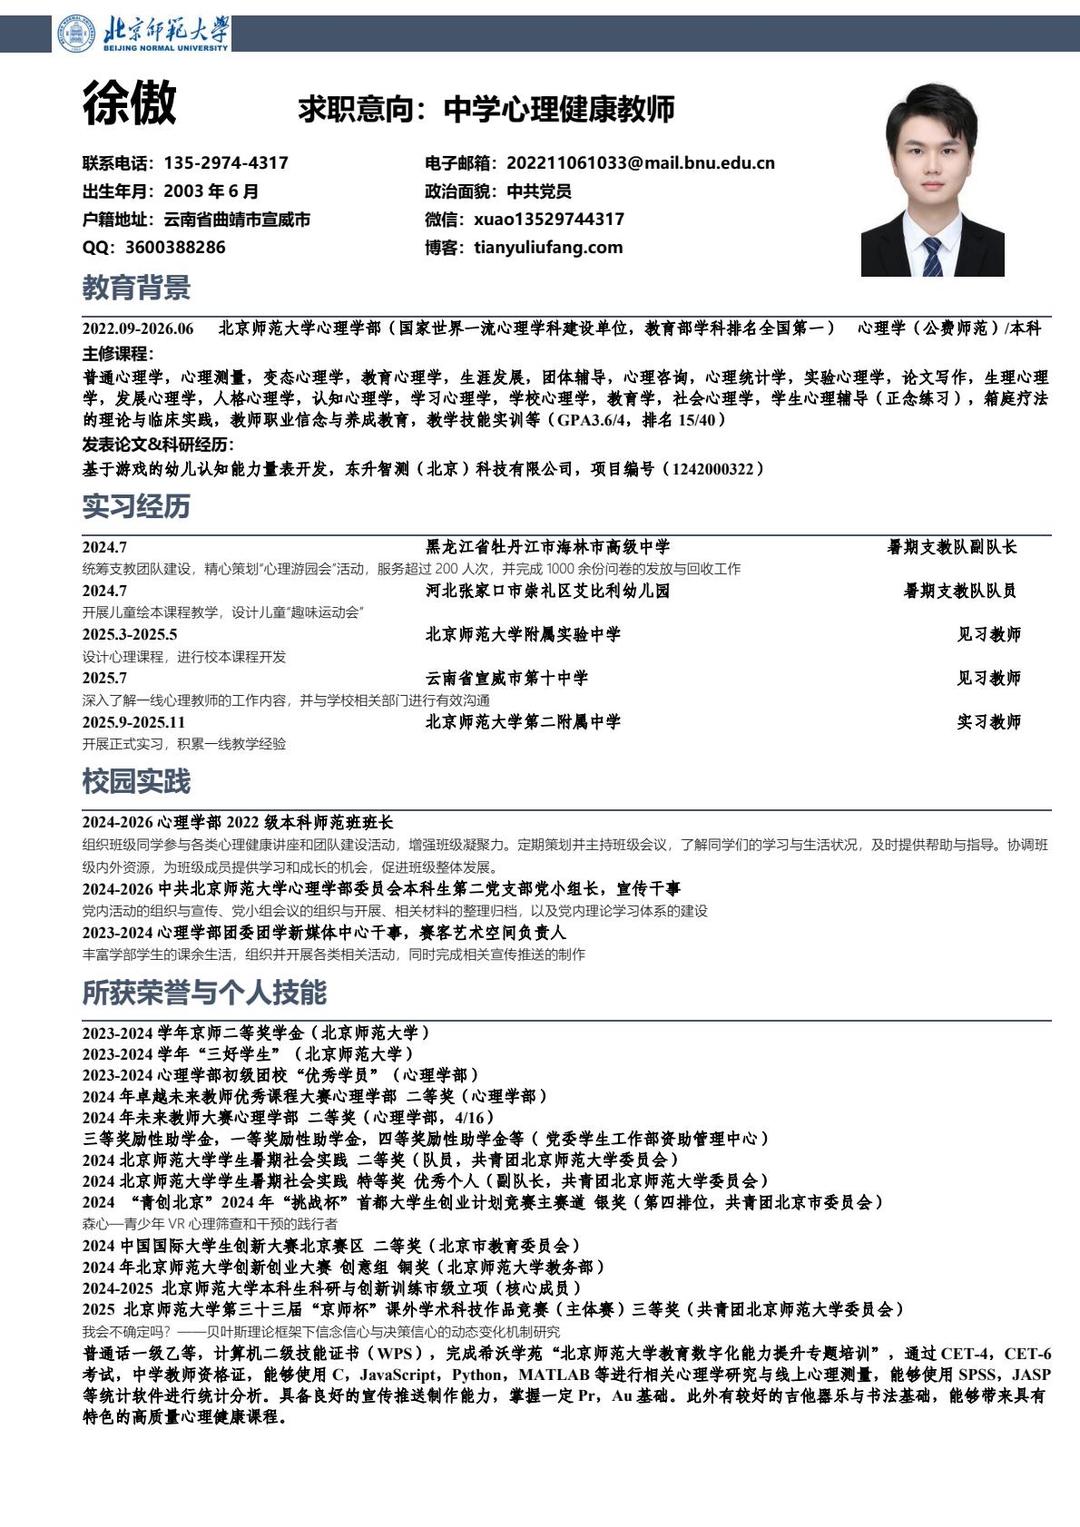 北京师范大学
BEIJING NORMAL UNIVERSITY
徐傲
求职意向：中学心理健康教师
联系电话：135-2974-4317
电子邮箱：202211061033@mail.bnu.edu.cn
出生年月：2003 年 6 月
政治面貌：中共党员
户籍地址：云南省曲靖市宣威市
微信：xuao13529744317
QQ：3600388286
博客：tianyuliufang.com
教育背景
2022.09-2026.06 北京师范大学心理学部（国家世界一流心理学科建设单位，教育部学科排名全国第一） 心理学（公费师范）/本科
主修课程：
普通心理学，心理测量，变态心理学，教育心理学，生涯发展，团体辅导，心理咨询，心理统计学，实验心理学，论文写作，生理心理
学，发展心理学，人格心理学，认知心理学，学习心理学，学校心理学，教育学，社会心理学，学生心理辅导（正念练习），箱庭疗法
的理论与临床实践，教师职业信念与养成教育，教学技能实训等（GPA3.6/4，排名 15/40）
发表论文&科研经历：
基于游戏的幼儿认知能力量表开发，东升智测（北京）科技有限公司，项目编号（1242000322）
实习经历
2024.7 黑龙江省牡丹江市海林市高级中学 暑期支教队副队长
统筹支教团队建设，精心策划“心理游园会”活动，服务超过 200 人次，并完成 1000 余份问卷的发放与回收工作
2024.7 河北张家口市崇礼区艾比利幼儿园 暑期支教队队员
开展儿童绘本课程教学，设计儿童“趣味运动会”
2025.3-2025.5 北京师范大学附属实验中学 见习教师
设计心理课程，进行校本课程开发
2025.7 云南省宣威市第十中学 见习教师
深入了解一线心理教师的工作内容，并与学校相关部门进行有效沟通
2025.9-2025.11 北京师范大学第二附属中学 实习教师
开展正式实习，积累一线教学经验
校园实践
2024-2026 心理学部 2022 级本科师范班班长
组织班级同学参与各类心理健康讲座和团队建设活动，增强班级凝聚力。定期策划并主持班级会议，了解同学们的学习与生活状况，及时提供帮助与指导。协调班
级内外资源，为班级成员提供学习和成长的机会，促进班级整体发展。
2024-2026 中共北京师范大学心理学部委员会本科生第二党支部党小组长，宣传干事
党内活动的组织与宣传、党小组会议的组织与开展、相关材料的整理归档，以及党内理论学习体系的建设
2023-2024 心理学部团委团学新媒体中心干事，赛客艺术空间负责人
丰富学部学生的课余生活，组织并开展各类相关活动，同时完成相关宣传推送的制作
所获荣誉与个人技能
2023-2024 学年京师二等奖学金（北京师范大学）
2023-2024 学年“三好学生”（北京师范大学）
2023-2024 心理学部初级团校“优秀学员”（心理学部）
2024 年卓越未来教师优秀课程大赛心理学部 二等奖（心理学部）
2024 年未来教师大赛心理学部 二等奖（心理学部，4/16）
三等奖励性助学金，一等奖励性助学金，四等奖励性助学金等（ 党委学生工作部资助管理中心）
2024 北京师范大学学生暑期社会实践 二等奖（队员，共青团北京师范大学委员会）
2024 北京师范大学学生暑期社会实践 特等奖 优秀个人（副队长，共青团北京师范大学委员会）
2024 “青创北京”2024 年“挑战杯”首都大学生创业计划竞赛主赛道 银奖（第四排位，共青团北京市委员会）
森心—青少年 VR 心理筛查和干预的践行者
2024 中国国际大学生创新大赛北京赛区 二等奖（北京市教育委员会）
2024 年北京师范大学创新创业大赛 创意组 铜奖（北京师范大学教务部）
2024-2025 北京师范大学本科生科研与创新训练市级立项（核心成员）
2025 北京师范大学第三十三届“京师杯”课外学术科技作品竞赛（主体赛）三等奖（共青团北京师范大学委员会）
我会不确定吗？——贝叶斯理论框架下信念信心与决策信心的动态变化机制研究
普通话一级乙等，计算机二级技能证书（WPS），完成希沃学苑“北京师范大学教育数字化能力提升专题培训”，通过 CET-4，CET-6
考试，中学教师资格证，能够使用 C，JavaScript，Python，MATLAB 等进行相关心理学研究与线上心理测量，能够使用 SPSS，JASP
等统计软件进行统计分析。具备良好的宣传推送制作能力，掌握一定 Pr，Au 基础。此外有较好的吉他器乐与书法基础，能够带来具有
特色的高质量心理健康课程。